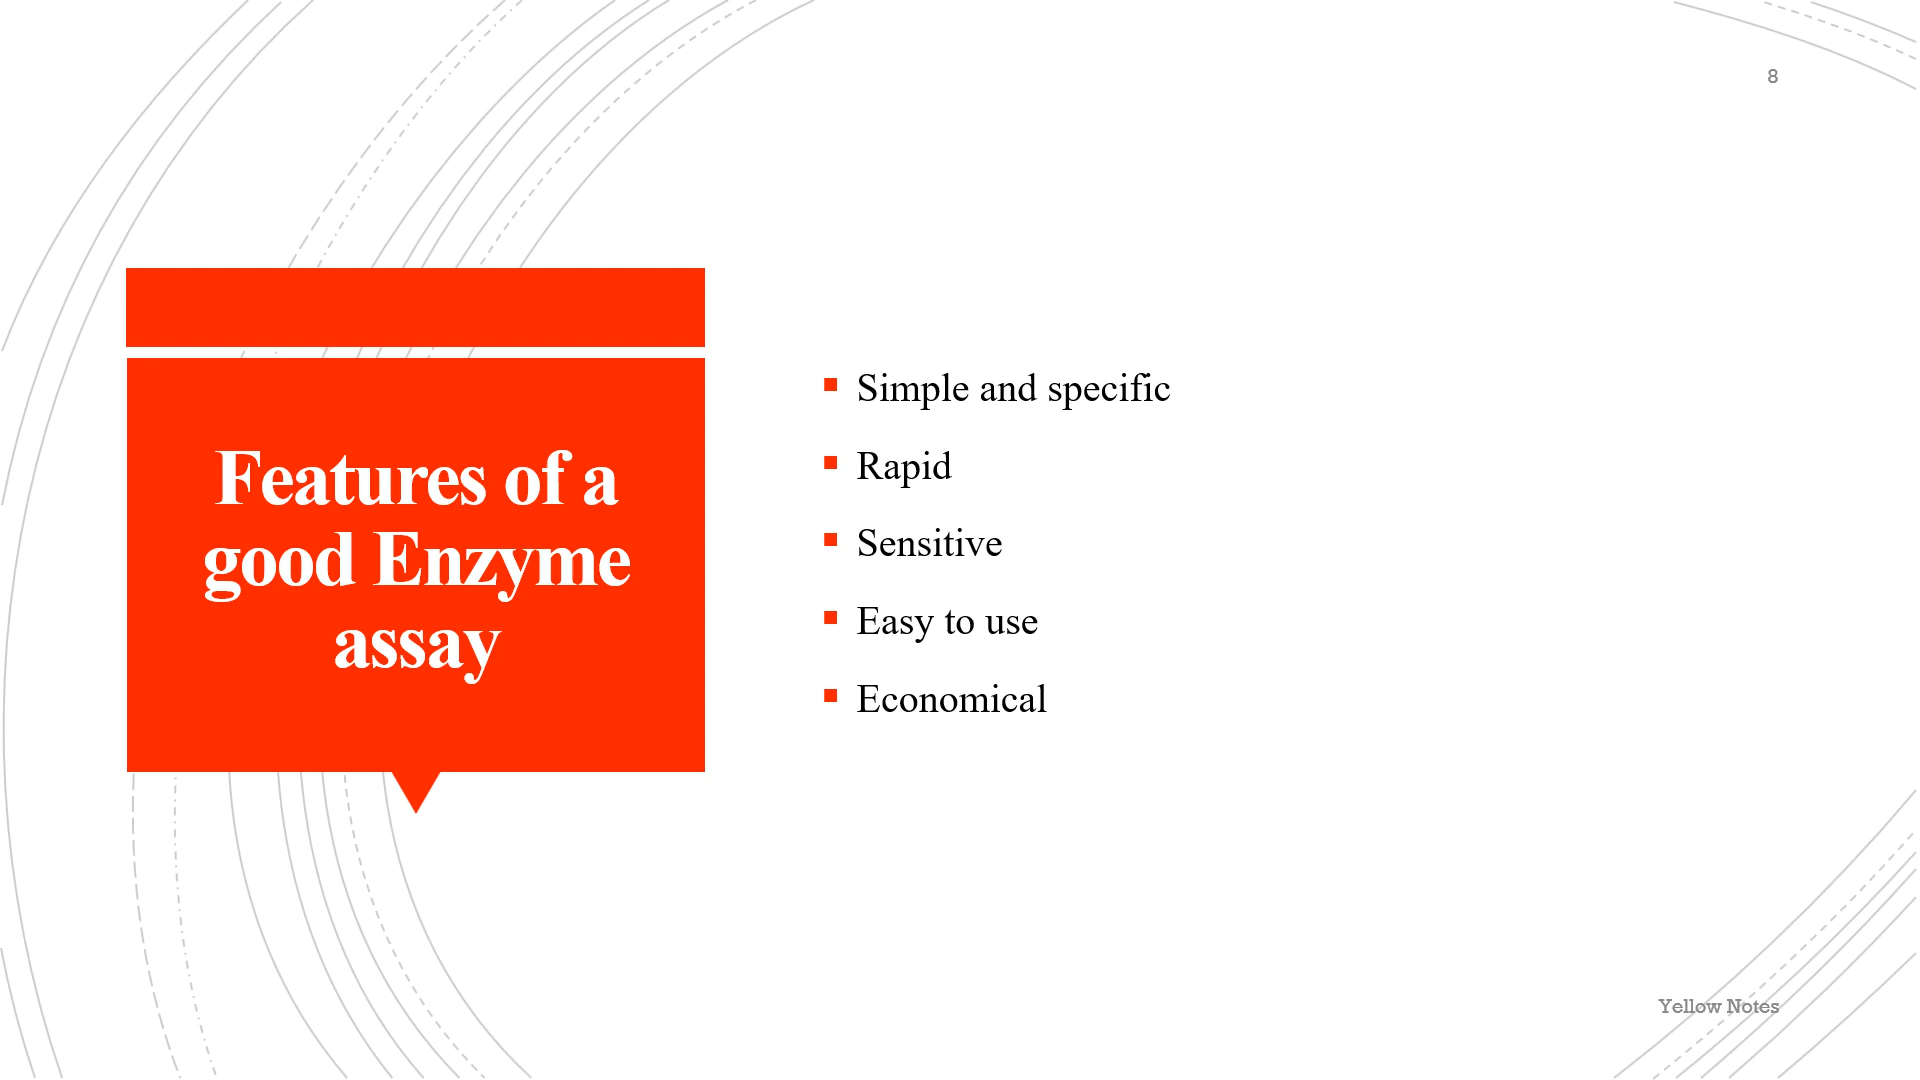 8
Features of a
good Enzyme
assay
Simple and specific
Rapid
Sensitive
Easy to use
Economical
Yellow Notes